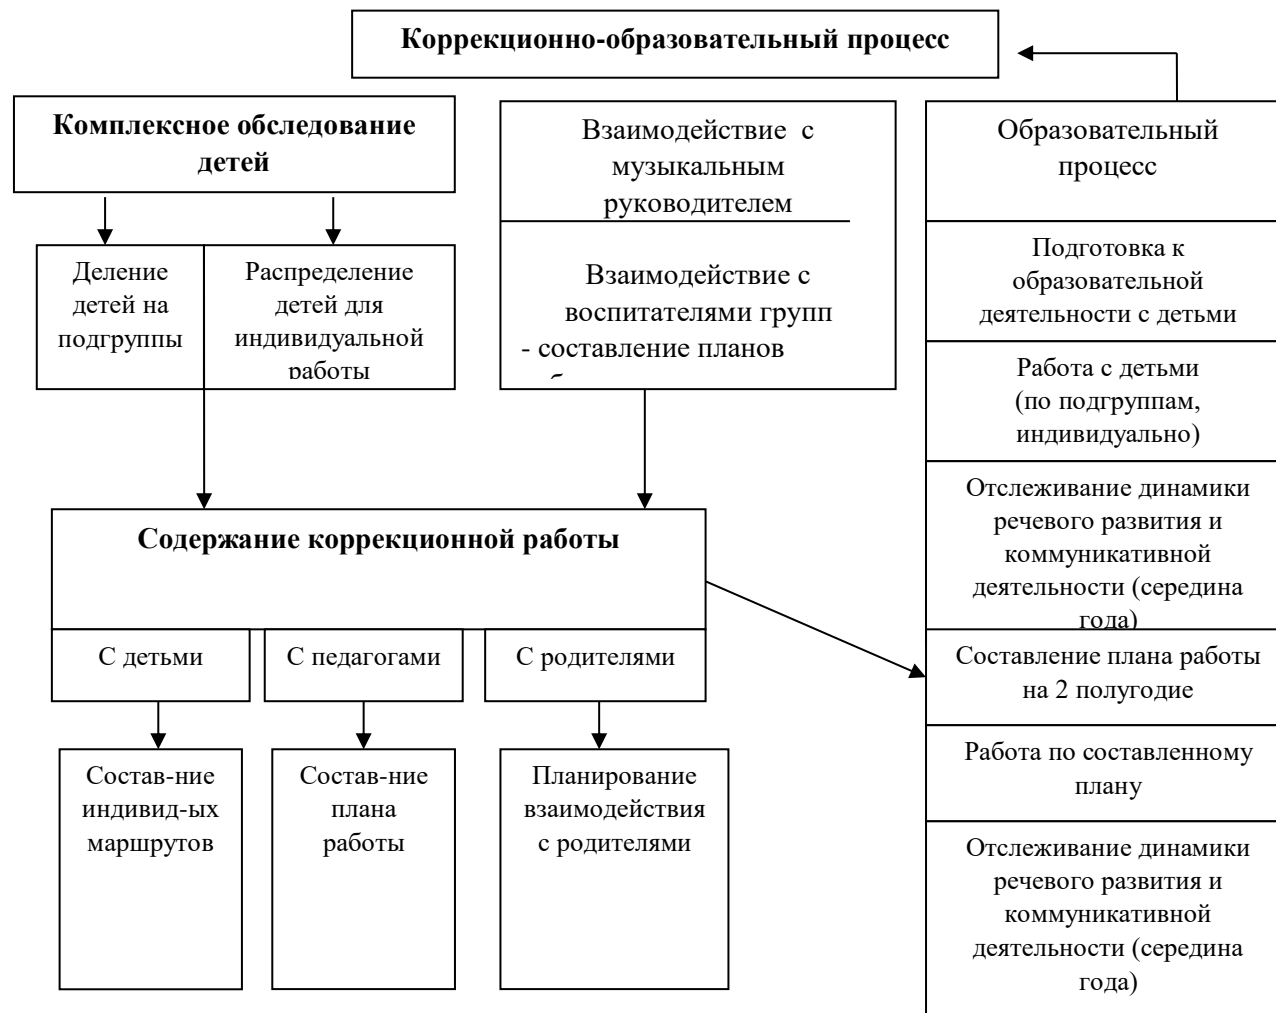 Коррекционно-образовательный процесс
Комплексное обследование
детей
Деление
детей на
подгруппы
Распределение
детей для
индивидуальной
работы
Взаимодействие с
музыкальным
руководителем
Взаимодействие с
воспитателями групп
- составление планов
Содержание коррекционной работы
С детьми
С педагогами
С родителями
Состав-ние
индивид-ых
маршрутов
Состав-ние
плана
работы
Планирование
взаимодействия
с родителями
Образовательный
процесс
Подготовка к
образовательной
деятельности с детьми
Работа с детьми
(по подгруппам,
индивидуально)
Отслеживание динамики
речевого развития и
коммуникативной
деятельности (середина
года)
Составление плана работы
на 2 полугодие
Работа по составленному
плану
Отслеживание динамики
речевого развития и
коммуникативной
деятельности (середина
года)